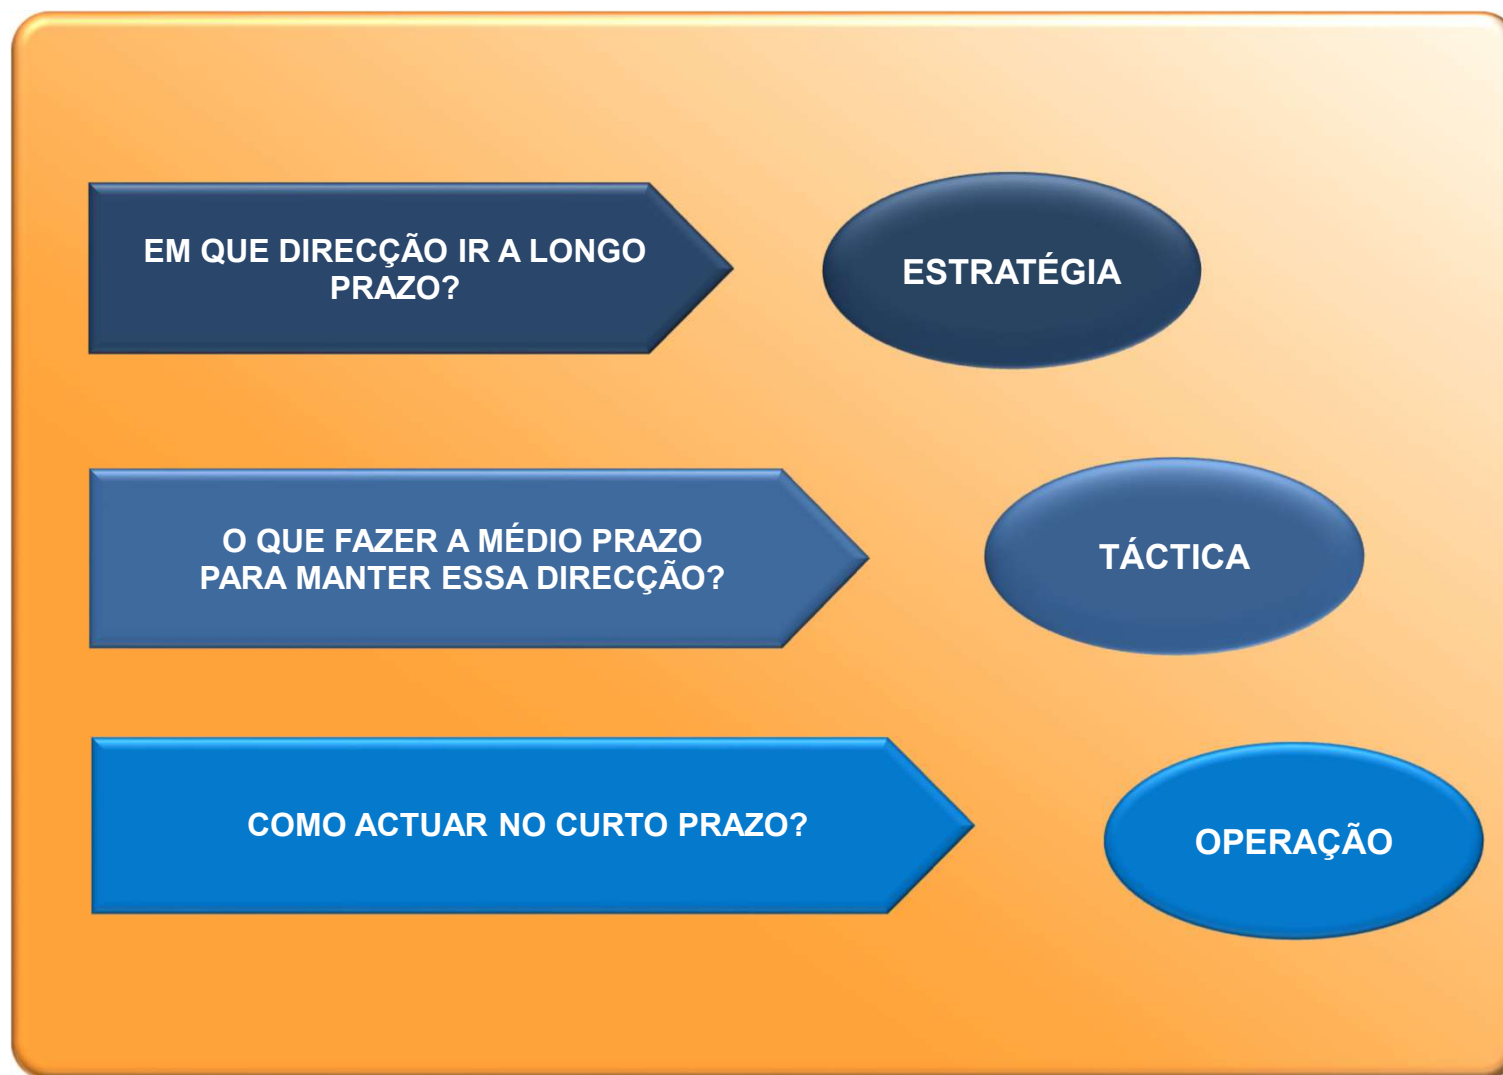 EM QUE DIRECÇÃO IR A LONGO
PRAZO?
ESTRATÉGIA
O QUE FAZER A MÉDIO PRAZO
PARA MANTER ESSA DIRECÇÃO?
TÁCTICA
COMO ACTUAR NO CURTO PRAZO?
OPERAÇÃO